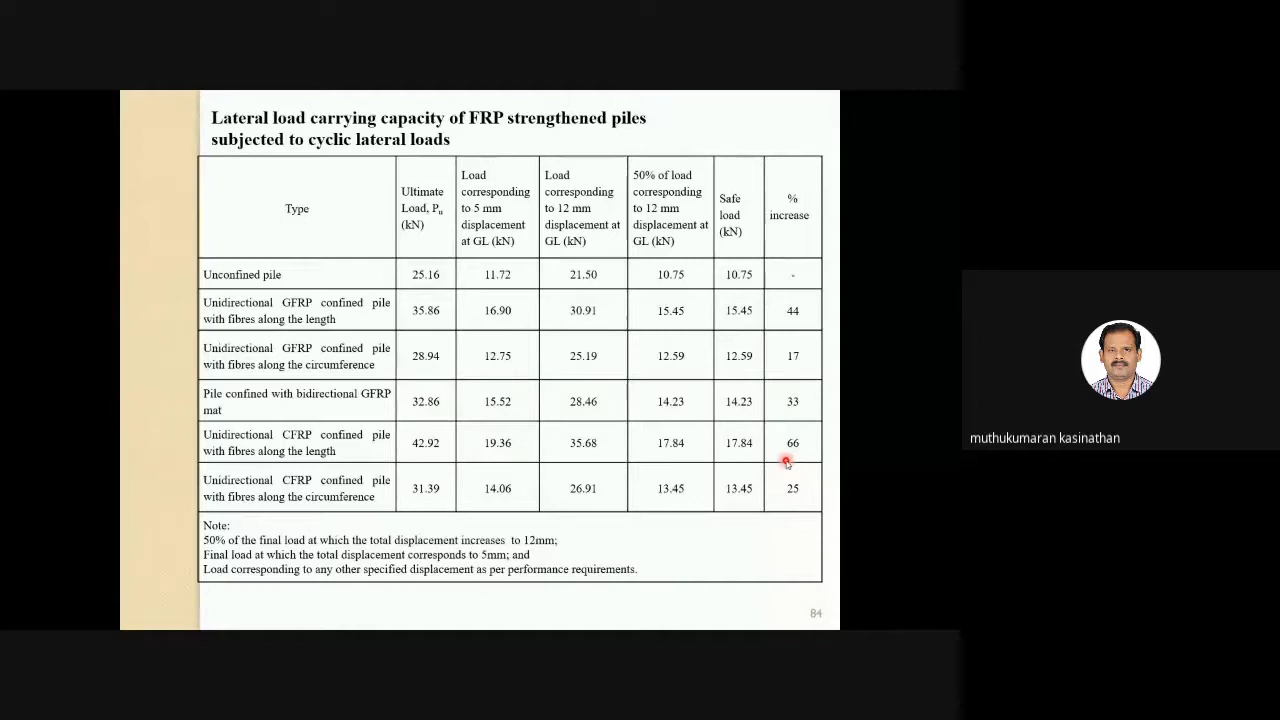 Lateral load carrying capacity of FRP strengthened piles
subjected to cyclic lateral loads
Type
Ultimate
Load, Pu
(kN)
Load
corresponding
to 5 mm
displacement
at GL (kN)
Load
corresponding
to 12 mm
displacement at
GL (kN)
50% of load
corresponding
to 12 mm
displacement at
GL (kN)
Safe
load
(kN)
%
increase
Unconfined pile 25.16 11.72 21.50 10.75 10.75 -
Unidirectional GFRP confined pile
with fibres along the length
35.86 16.90 30.91 15.45 15.45 44
Unidirectional GFRP confined pile
with fibres along the circumference
28.94 12.75 25.19 12.59 12.59 17
Pile confined with bidirectional GFRP
mat
32.86 15.52 28.46 14.23 14.23 33
Unidirectional CFRP confined pile
with fibres along the length
42.92 19.36 35.68 17.84 17.84 66
Unidirectional CFRP confined pile
with fibres along the circumference
31.39 14.06 26.91 13.45 13.45 25
Note:
50% of the final load at which the total displacement increases to 12mm;
Final load at which the total displacement corresponds to 5mm; and
Load corresponding to any other specified displacement as per performance requirements.
84
muthukumaran kasinathan